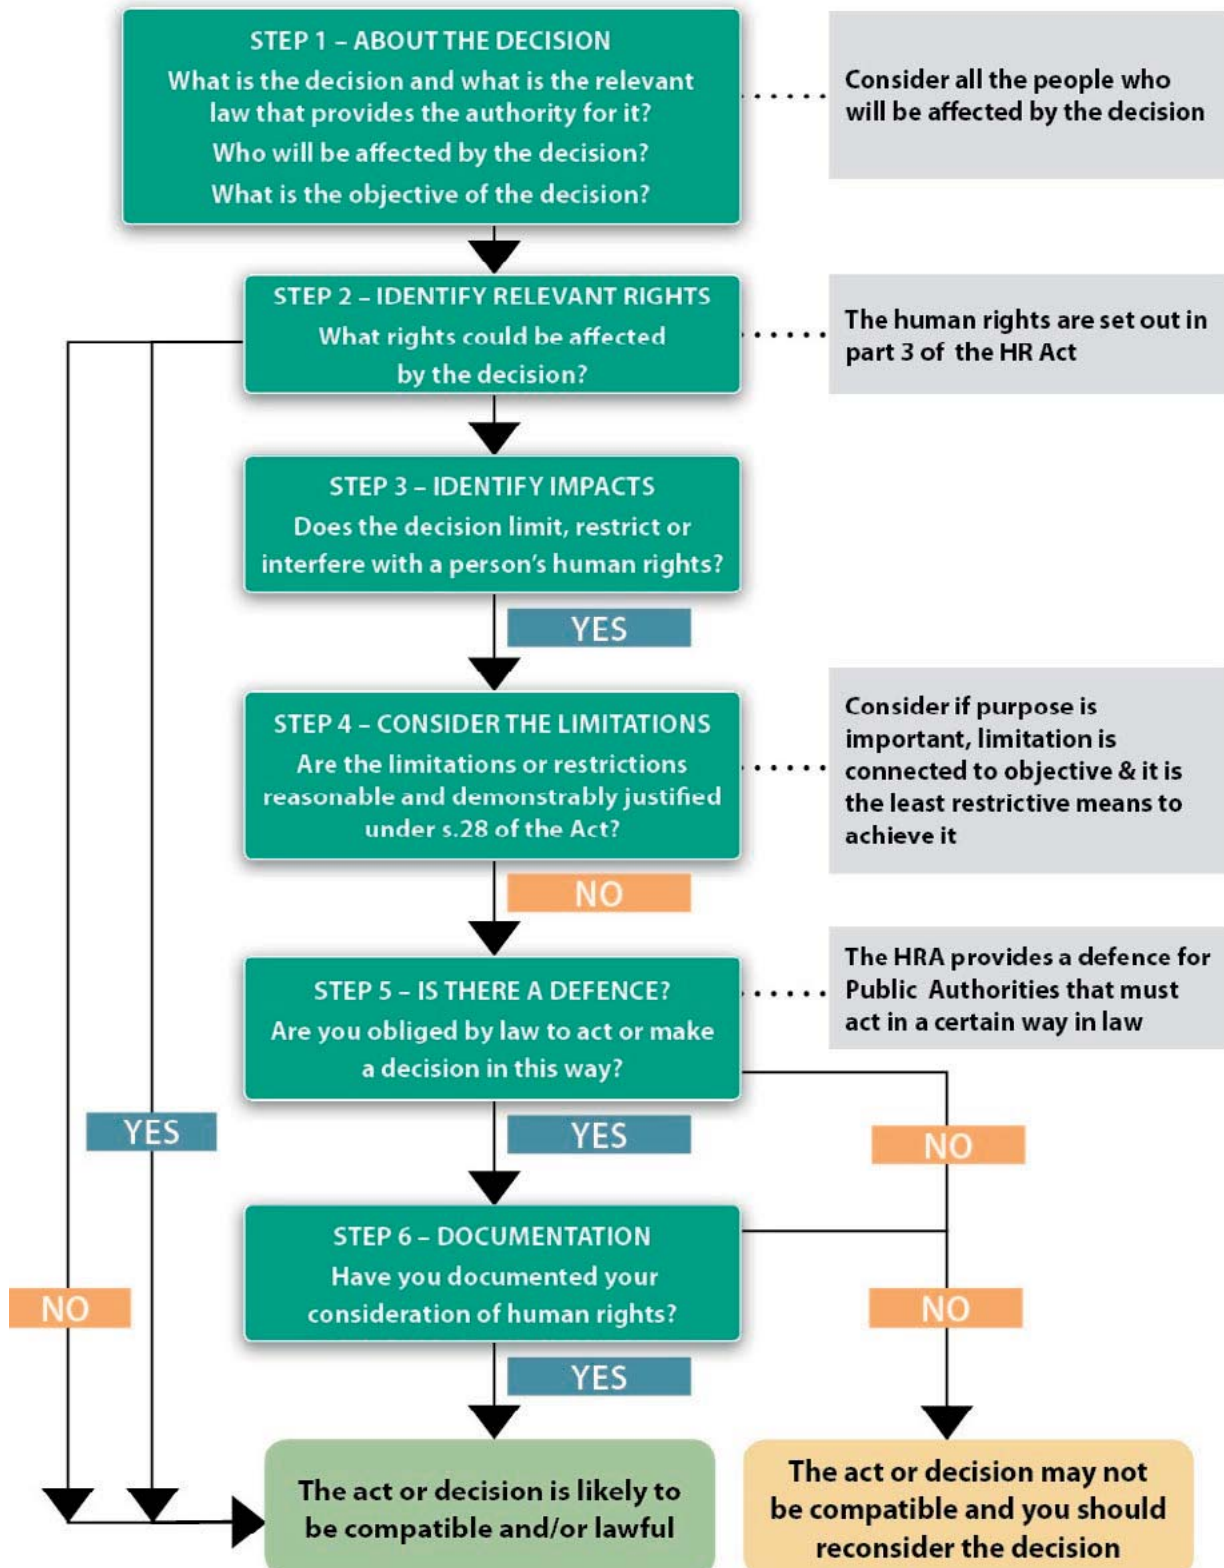 STEP 1 – ABOUT THE DECISION
What is the decision and what is the relevant
law that provides the authority for it?
Who will be affected by the decision?
What is the objective of the decision?
Consider all the people who
will be affected by the decision
STEP 2 – IDENTIFY RELEVANT RIGHTS
What rights could be affected
by the decision?
The human rights are set out in
part 3 of the HR Act
STEP 3 – IDENTIFY IMPACTS
Does the decision limit, restrict or
interfere with a person's human rights?
YES
STEP 4 – CONSIDER THE LIMITATIONS
Are the limitations or restrictions
reasonable and demonstrably justified
under s.28 of the Act?
Consider if purpose is
important, limitation is
connected to objective & it is
the least restrictive means to
achieve it
NO
STEP 5 – IS THERE A DEFENCE?
Are you obliged by law to act or make
a decision in this way?
The HRA provides a defence for
Public Authorities that must
act in a certain way in law
YES
YES
NO
STEP 6 – DOCUMENTATION
Have you documented your
consideration of human rights?
NO
NO
YES
The act or decision is likely to
be compatible and/or lawful
The act or decision may not
be compatible and you should
reconsider the decision